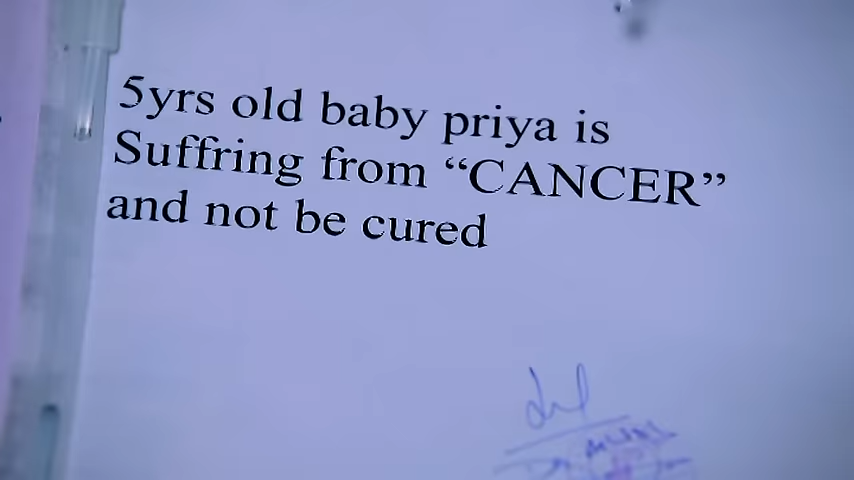 5yrs old baby priya is
Suffring from “CANCER”
and not be cured